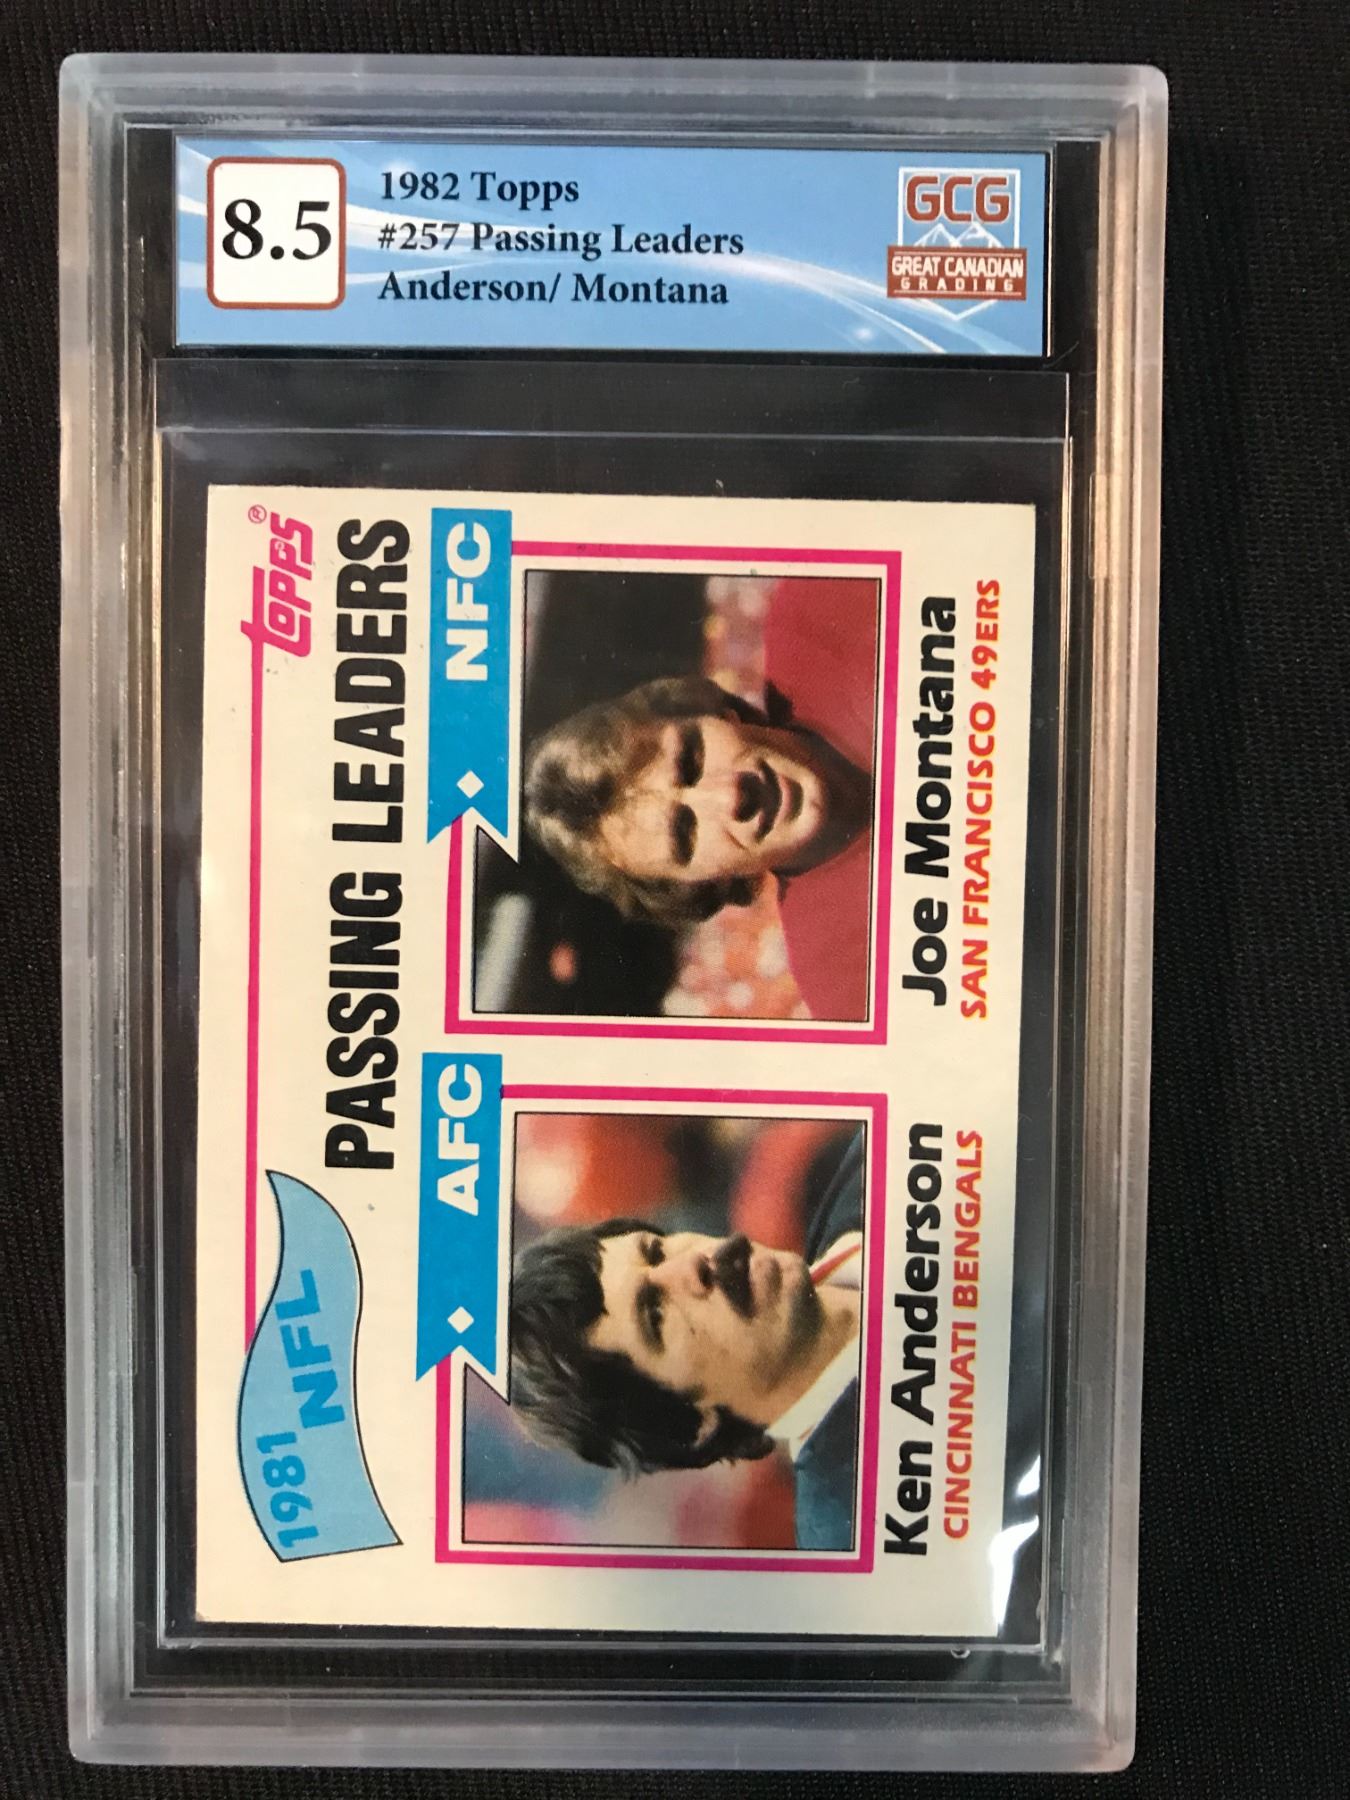 8.5
1982 Topps
#257 Passing Leaders
Anderson/ Montana
GCG
GREAT CANADIAN
GRADING
Topps®
1981
NFL
PASSING LEADERS
AFC
NFC
Ken Anderson
CINCINNATI BENGALS
Joe Montana
SAN FRANCISCO 49ERS